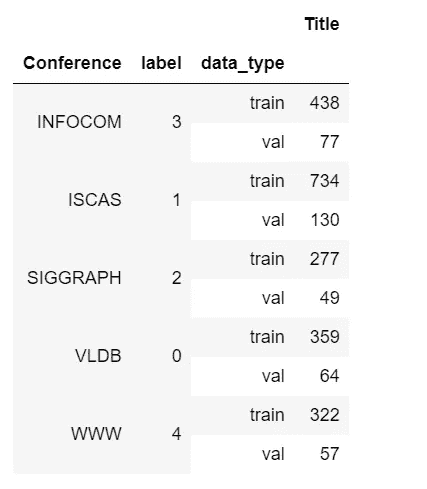 Title
Conference label data_type
INFOCOM 3 train 438
val 77
ISCAS 1 train 734
val 130
SIGGRAPH 2 train 277
val 49
VLDB 0 train 359
val 64
WWW 4 train 322
val 57